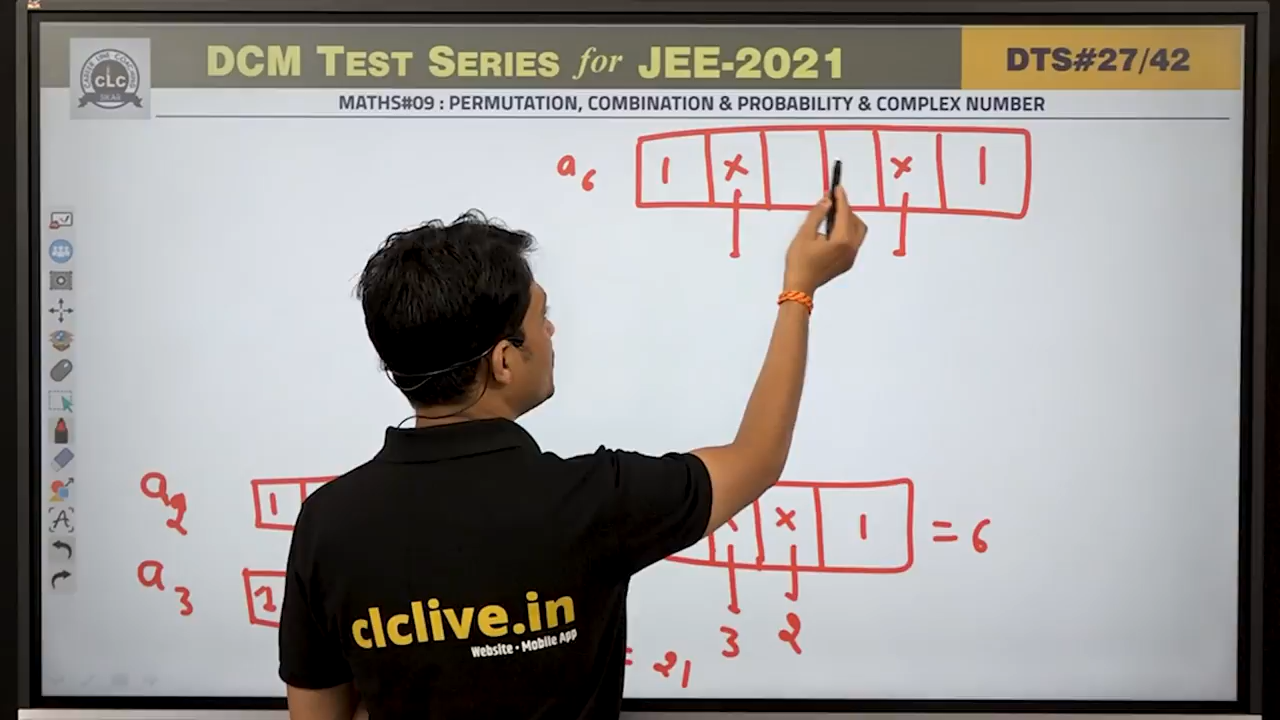 DCM TEST SERIES for JEE-2021
DTS#27/42
CLC
SIKAR
MATHS#09 : PERMUTATION, COMBINATION & PROBABILITY & COMPLEX NUMBER
a6 1 x x 1
a2 1 x x 1 = 6
a3
3 2
= 21
clclive.in
Website • Mobile App